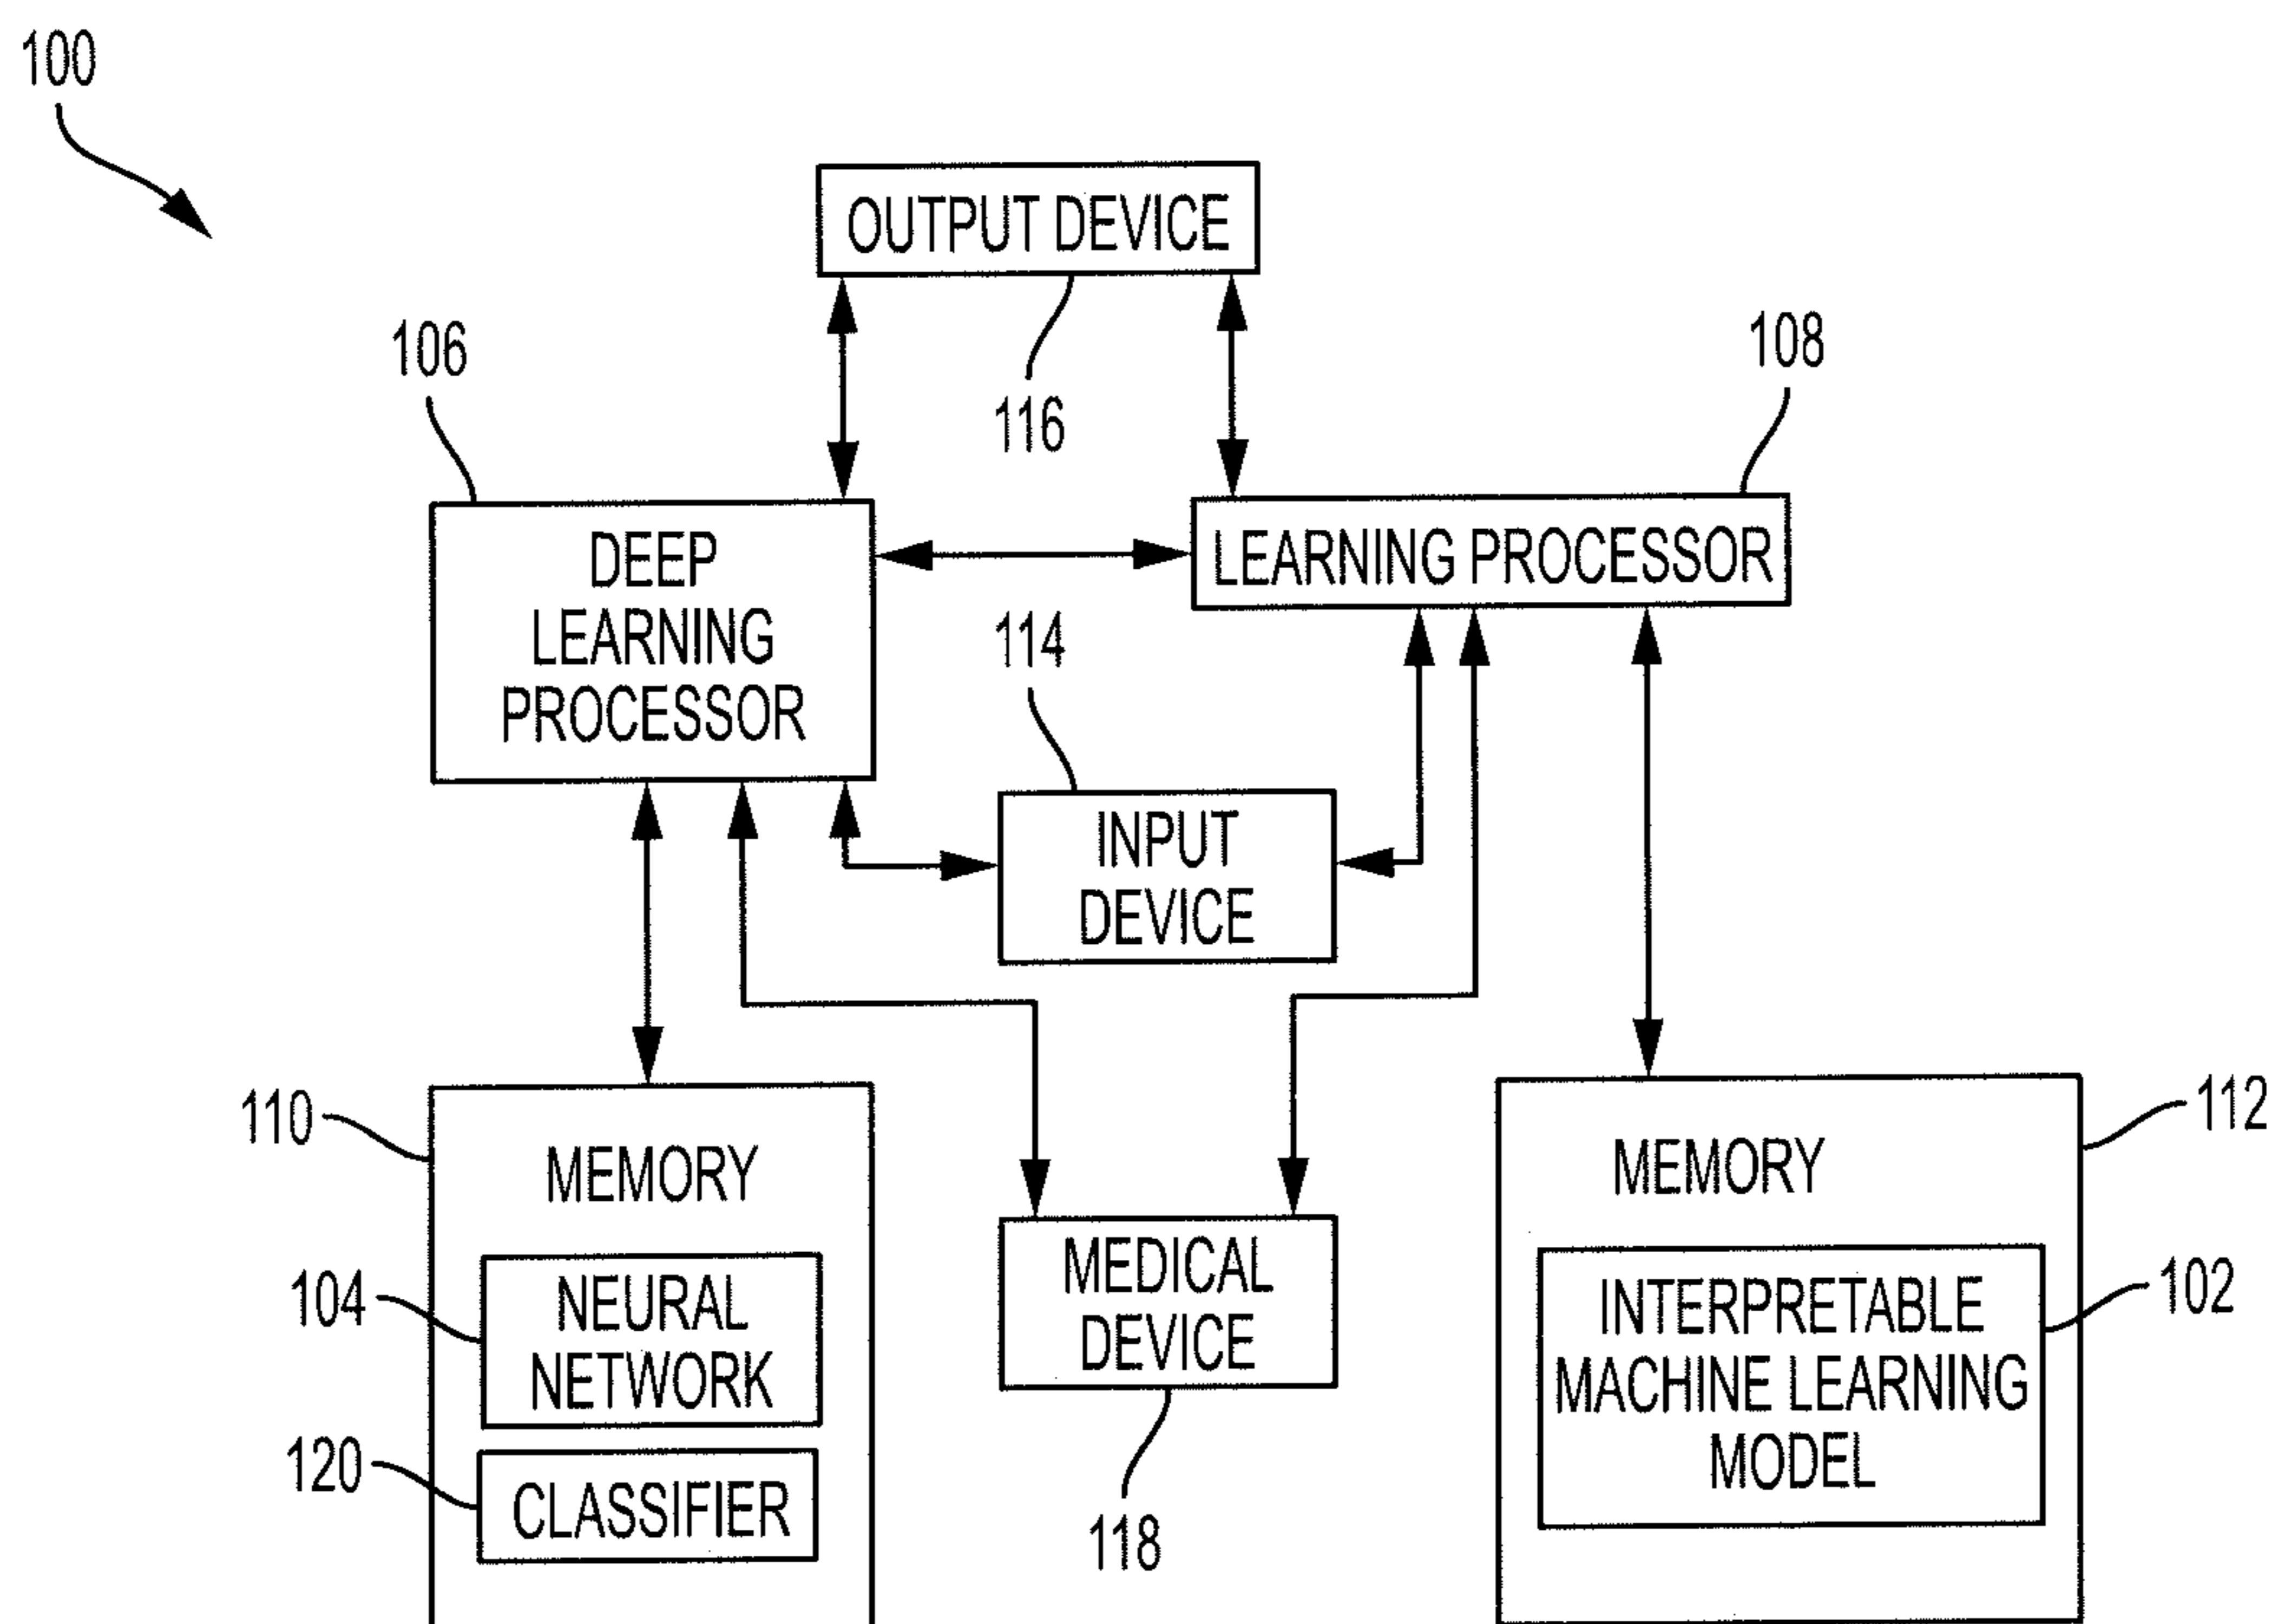 100
OUTPUT DEVICE
106
116
108
DEEP
LEARNING
PROCESSOR
LEARNING PROCESSOR
114
INPUT
DEVICE
110
MEMORY
112
MEMORY
104
NEURAL
NETWORK
MEDICAL
DEVICE
102
INTERPRETABLE
MACHINE LEARNING
MODEL
120
CLASSIFIER
118